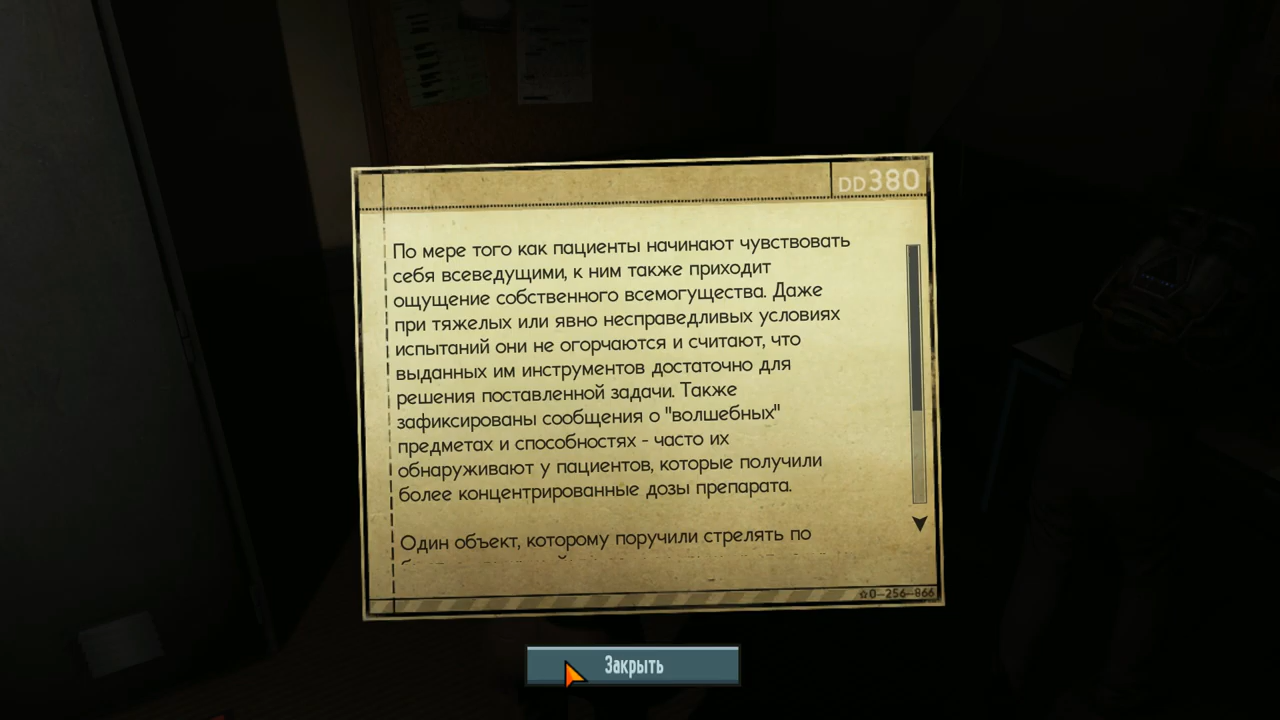 DD380
По мере того как пациенты начинают чувствовать
себя всеведущими, к ним также приходит
ощущение собственного всемогущества. Даже
при тяжелых или явно несправедливых условиях
испытаний они не огорчаются и считают, что
выданных им инструментов достаточно для
решения поставленной задачи. Также
зафиксированы сообщения о "волшебных"
предметах и способностях - часто их
обнаруживают у пациентов, которые получили
более концентрированные дозы препарата.
Один объект, которому поручили стрелять по
☆0-256-866
Закрыть